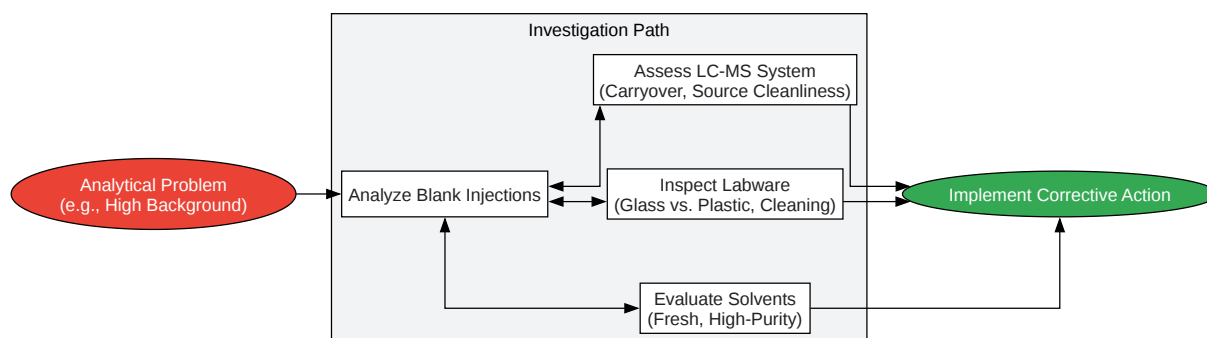 Investigation Path
Assess LC-MS System
(Carryover, Source Cleanliness)
Analytical Problem
(e.g., High Background)
Analyze Blank Injections
Inspect Labware
(Glass vs. Plastic, Cleaning)
Implement Corrective Action
Evaluate Solvents
(Fresh, High-Purity)